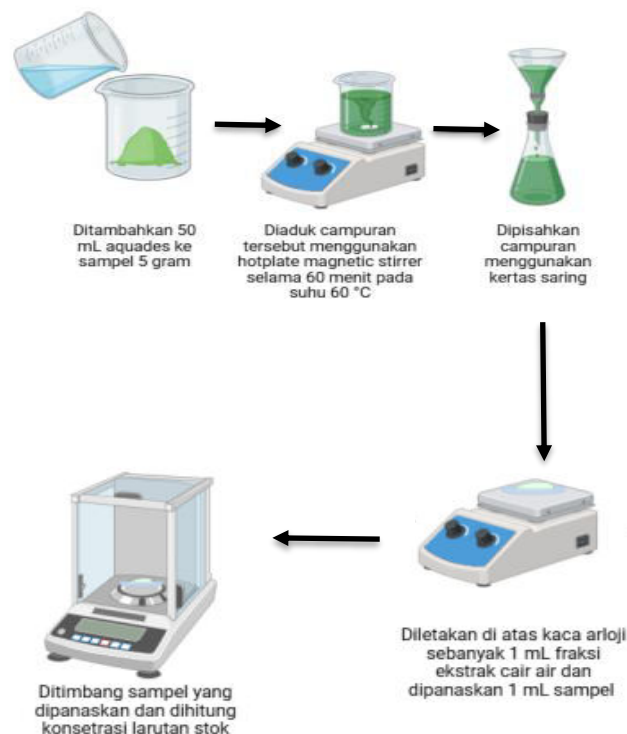 Ditambahkan 50
mL aquades ke
sampel 5 gram
Diaduk campuran
tersebut menggunakan
hotplate magnetic stirrer
selama 60 menit pada
suhu 60 °C
Dipisahkan
campuran
menggunakan
kertas saring
Diletakan di atas kaca arloji
sebanyak 1 mL fraksi
ekstrak cair air dan
dipanaskan 1 mL sampel
Ditimbang sampel yang
dipanaskan dan dihitung
konsetrasi larutan stok